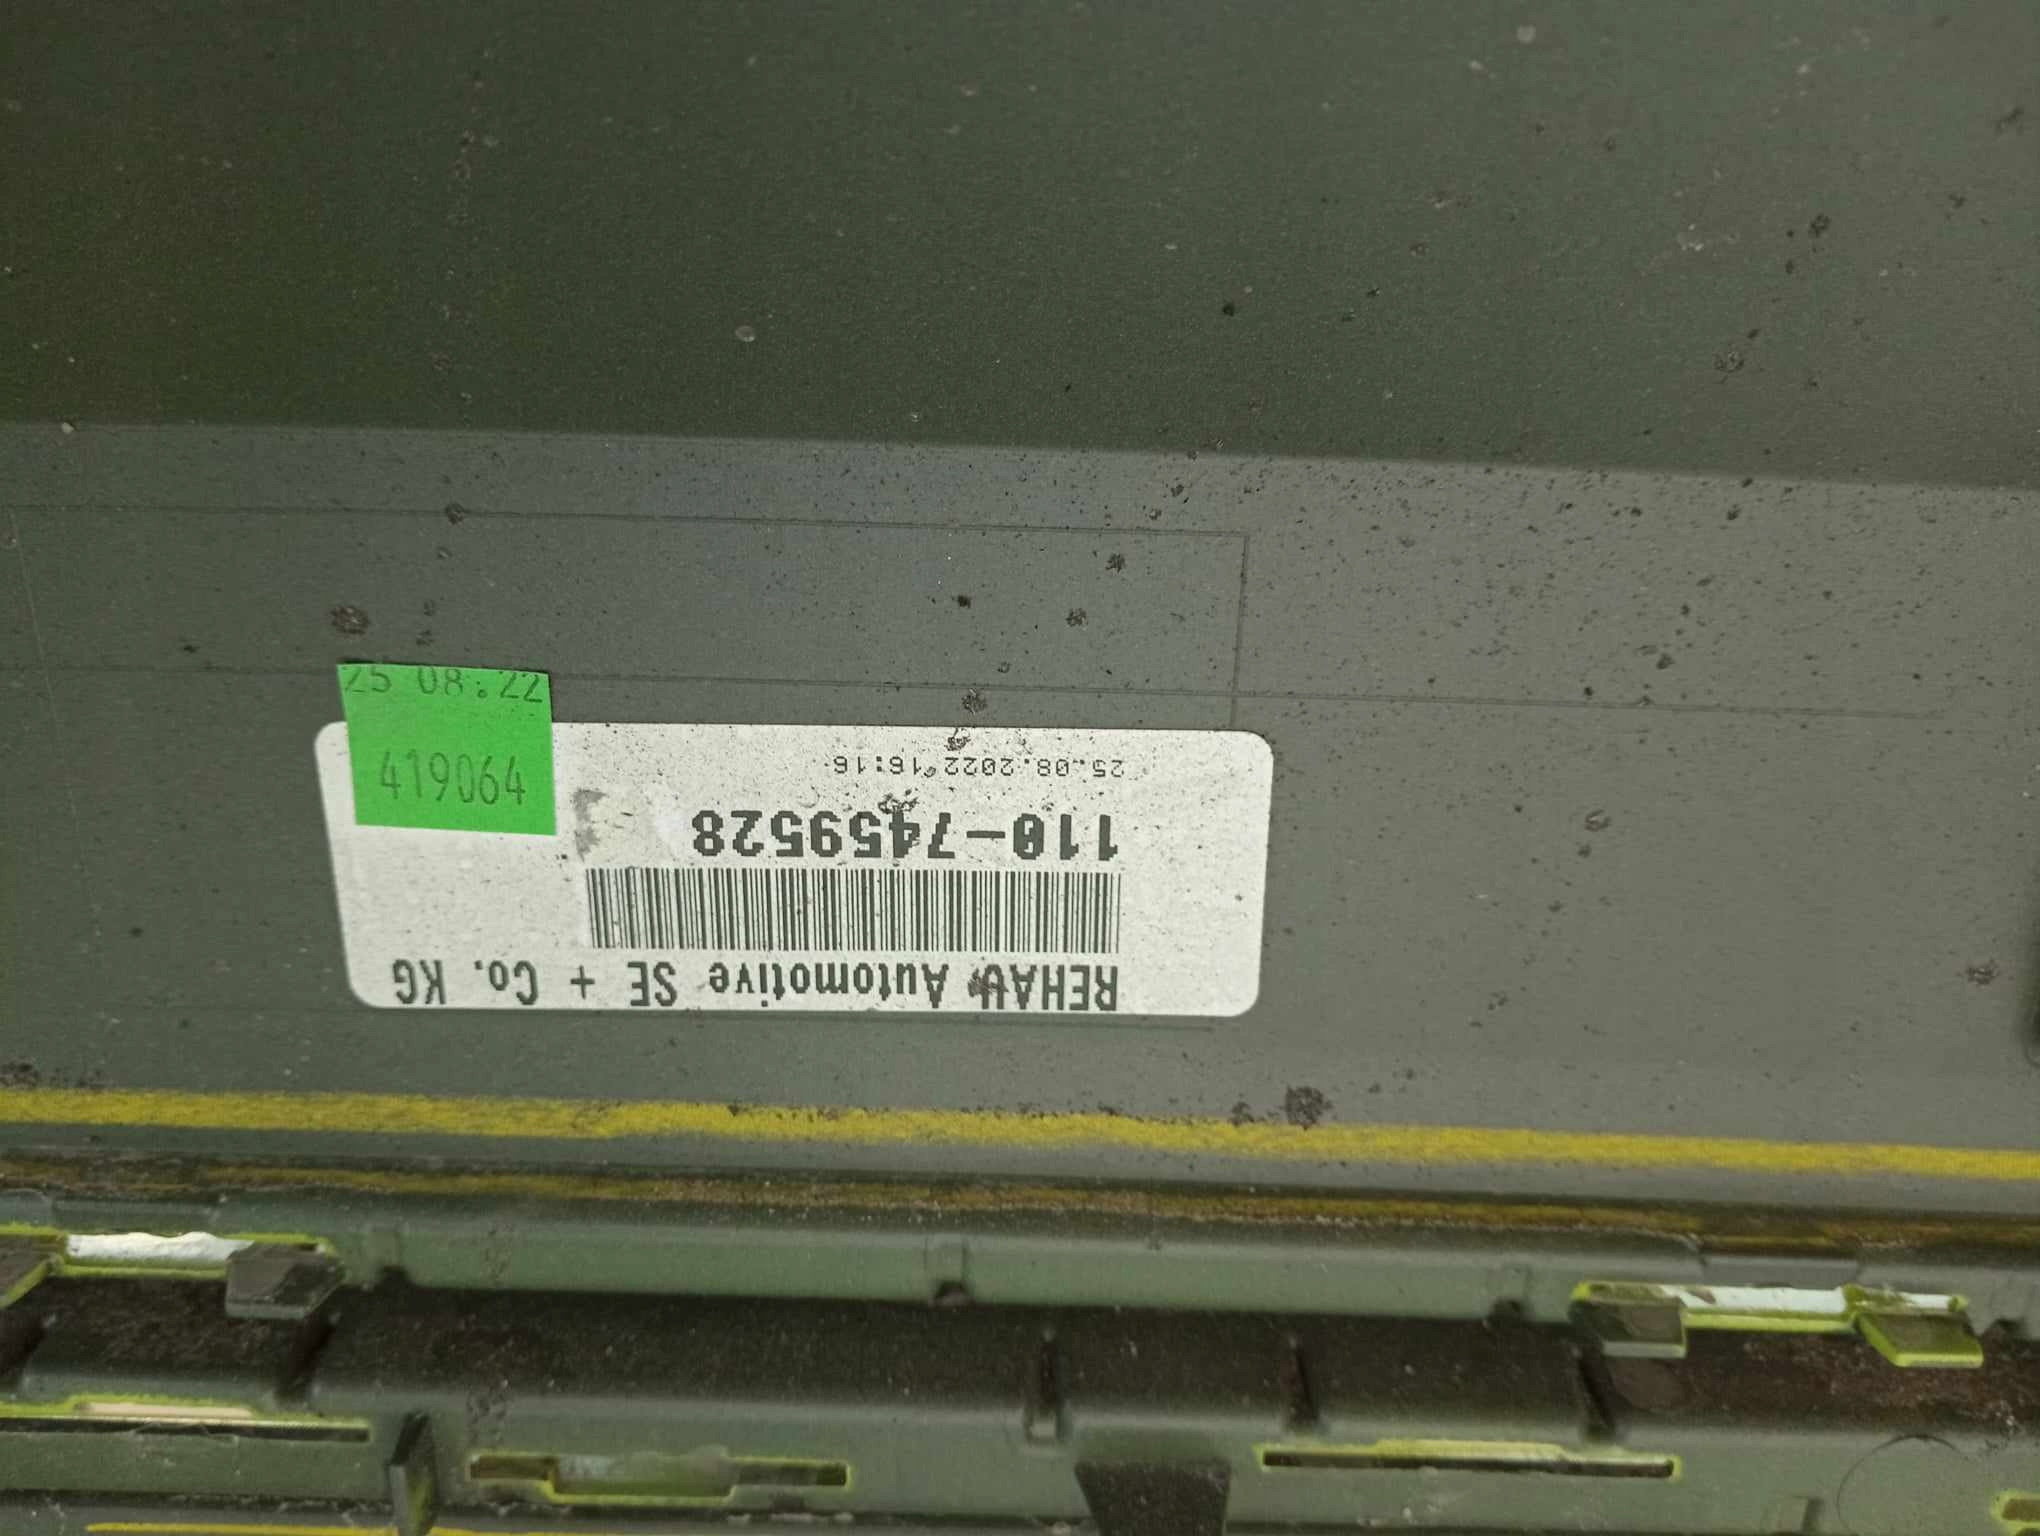 25 08.22
419064
REHAU Automotive SE + Co. KG
110-7459528
25.08.2022 16:16